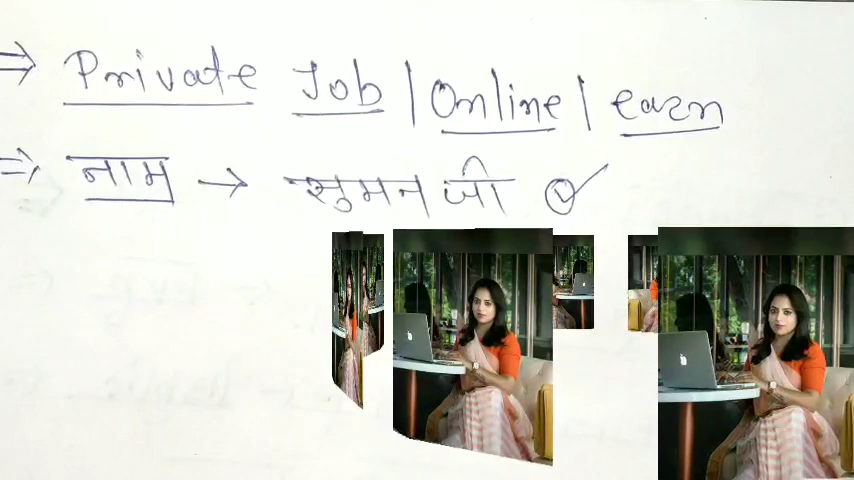 ⇒ Private Job | Online | earn
⇒ नाम → सुमन जी